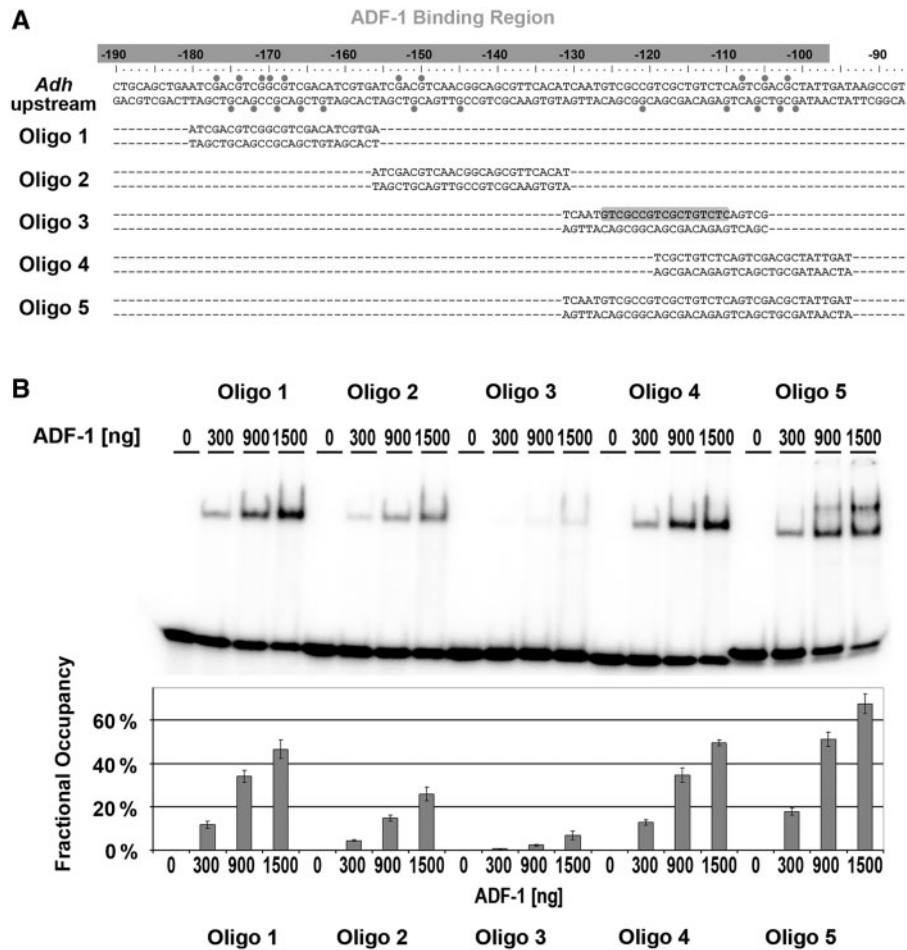 A
ADF-1 Binding Region
-190 -180 -170 -160 -150 -140 -130 -120 -110 -100 -90
Adh upstream
CTGCAGCTGAATCGACGTCGGCGTCGACATCGTGATCGACGTCAACGGCAGCGTTCACATCAATGTCGCCGTCGCTGTCTCAGTCGACGCTATTGATAAGCCGT
GACGTCGACTTAGCTGCAGCCGCAGCTGTAGCACTAGCTGCAGTTGCCGTCGCAAGTGTAGTTACAGCGGCAGCGACAGAGTCAGCTGCGATAACTATTCGGCA
Oligo 1
ATCGACGTCGGCGTCGACATCGTGA
TAGCTGCAGCCGCAGCTGTAGCACT
Oligo 2
ATCGACGTCAACGGCAGCGTTCACAT
TAGCTGCAGTTGCCGTCGCAAGTGTA
Oligo 3
TCAATGTCGCCGTCGCTGTCTCAGTCG
AGTTACAGCGGCAGCGACAGAGTCAGC
Oligo 4
TCGCTGTCTCAGTCGACGCTATTGAT
AGCGACAGAGTCAGCTGCGATAACTA
Oligo 5
TCAATGTCGCCGTCGCTGTCTCAGTCGACGCTATTGAT
AGTTACAGCGGCAGCGACAGAGTCAGCTGCGATAACTA
B
Oligo 1 Oligo 2 Oligo 3 Oligo 4 Oligo 5
ADF-1 [ng] 0 300 900 1500 0 300 900 1500 0 300 900 1500 0 300 900 1500 0 300 900 1500
Fractional Occupancy
60 %
40 %
20 %
0 %
0 300 900 1500 0 300 900 1500 0 300 900 1500 0 300 900 1500 0 300 900 1500
ADF-1 [ng]
Oligo 1 Oligo 2 Oligo 3 Oligo 4 Oligo 5